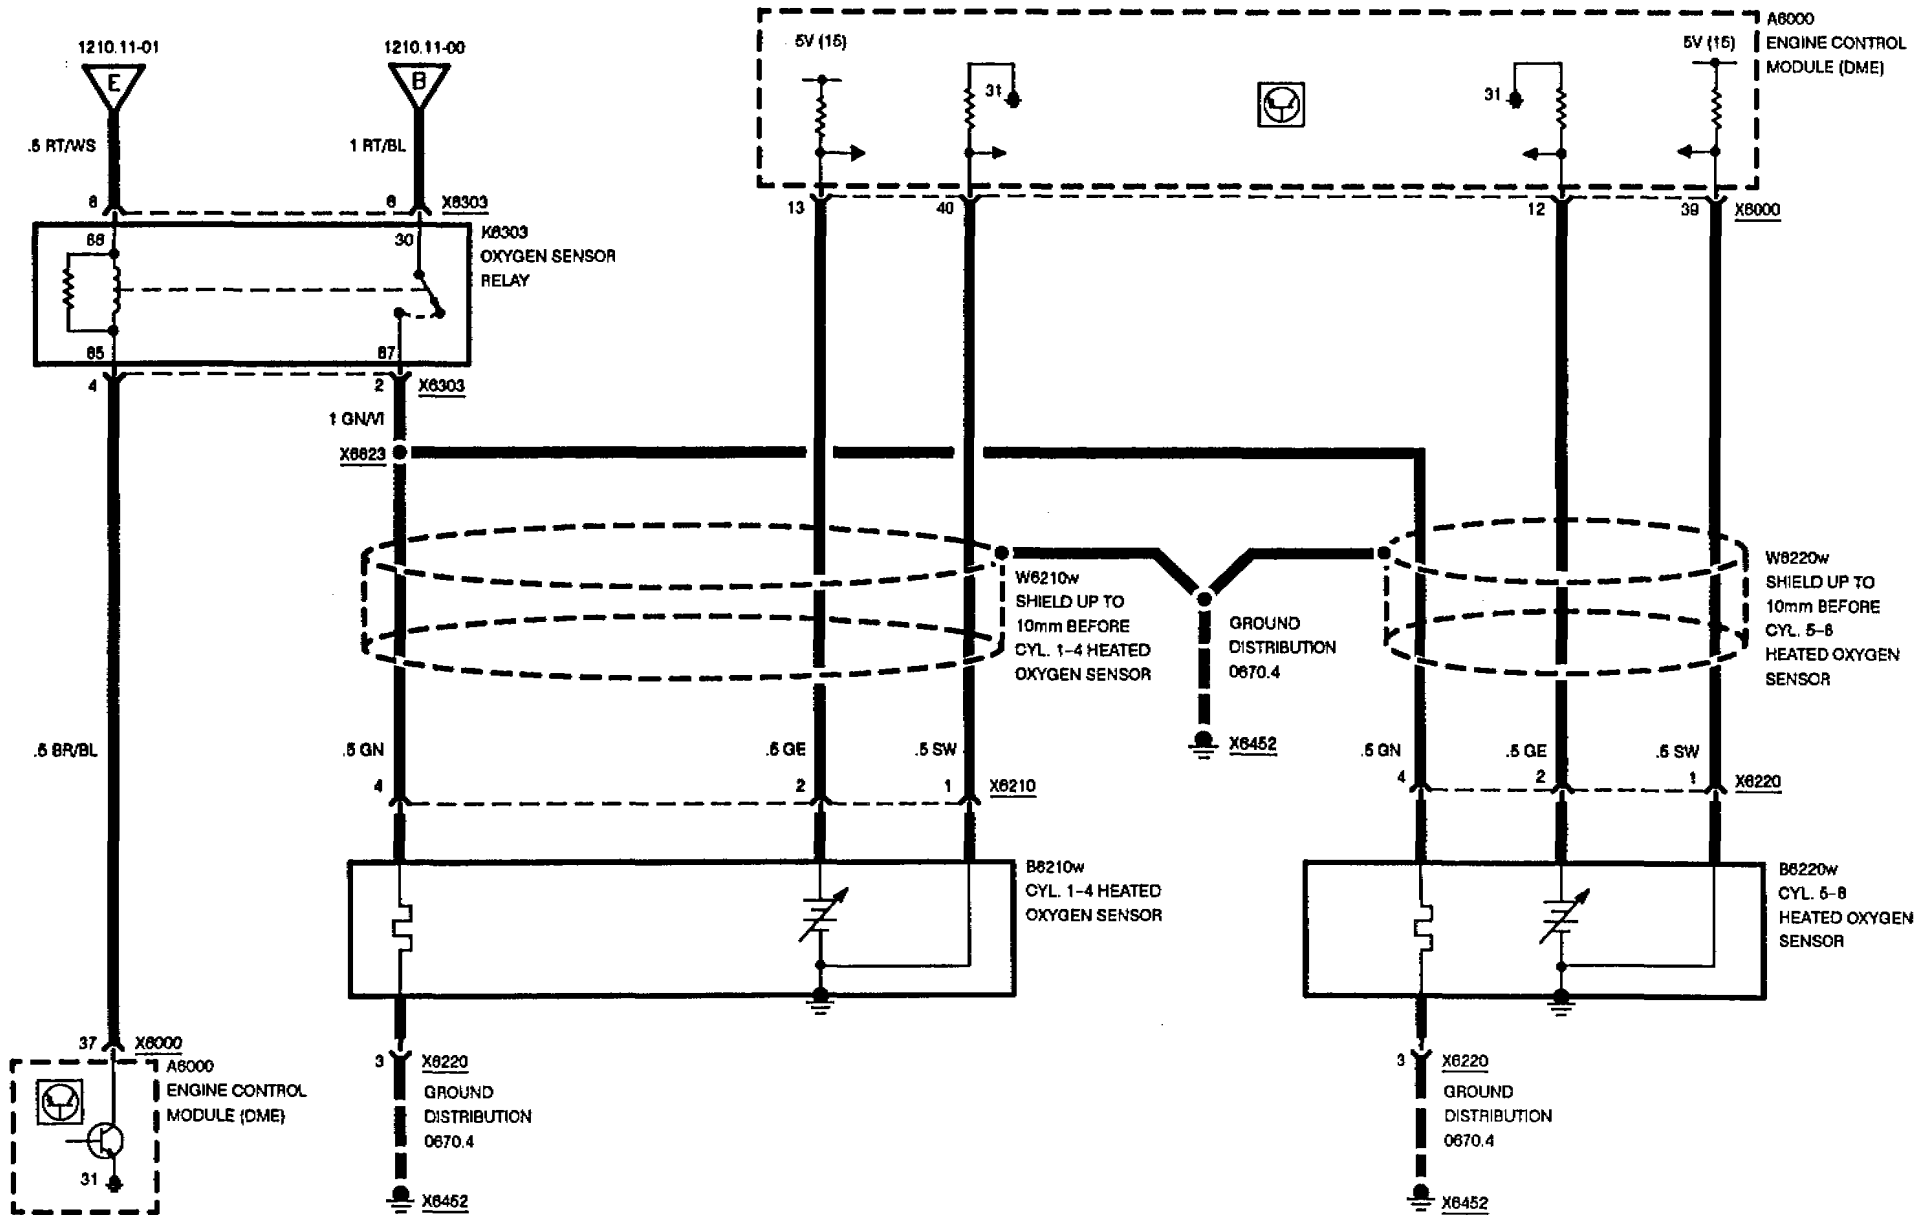 1210.11-01
1210.11-00
E
B
.5 RT/WS
1 RT/BL
8
6
X6303
K6303
OXYGEN SENSOR
RELAY
86
30
85
87
4
2
X6303
1 GN/VI
X6823
A6000
ENGINE CONTROL
MODULE (DME)
5V (15)
31
31
5V (15)
13
40
12
39
X6000
W6210w
SHIELD UP TO
10mm BEFORE
CYL. 1-4 HEATED
OXYGEN SENSOR
GROUND
DISTRIBUTION
0670.4
X6452
W6220w
SHIELD UP TO
10mm BEFORE
CYL. 5-8
HEATED OXYGEN
SENSOR
.5 BR/BL
.5 GN
.5 GE
.5 SW
.5 GN
.5 GE
.5 SW
4
2
1
X6210
4
2
1
X6220
B6210w
CYL. 1-4 HEATED
OXYGEN SENSOR
B6220w
CYL. 5-8
HEATED OXYGEN
SENSOR
37
X6000
A6000
ENGINE CONTROL
MODULE (DME)
31
3
X6220
GROUND
DISTRIBUTION
0670.4
X6452
3
X6220
GROUND
DISTRIBUTION
0670.4
X6452